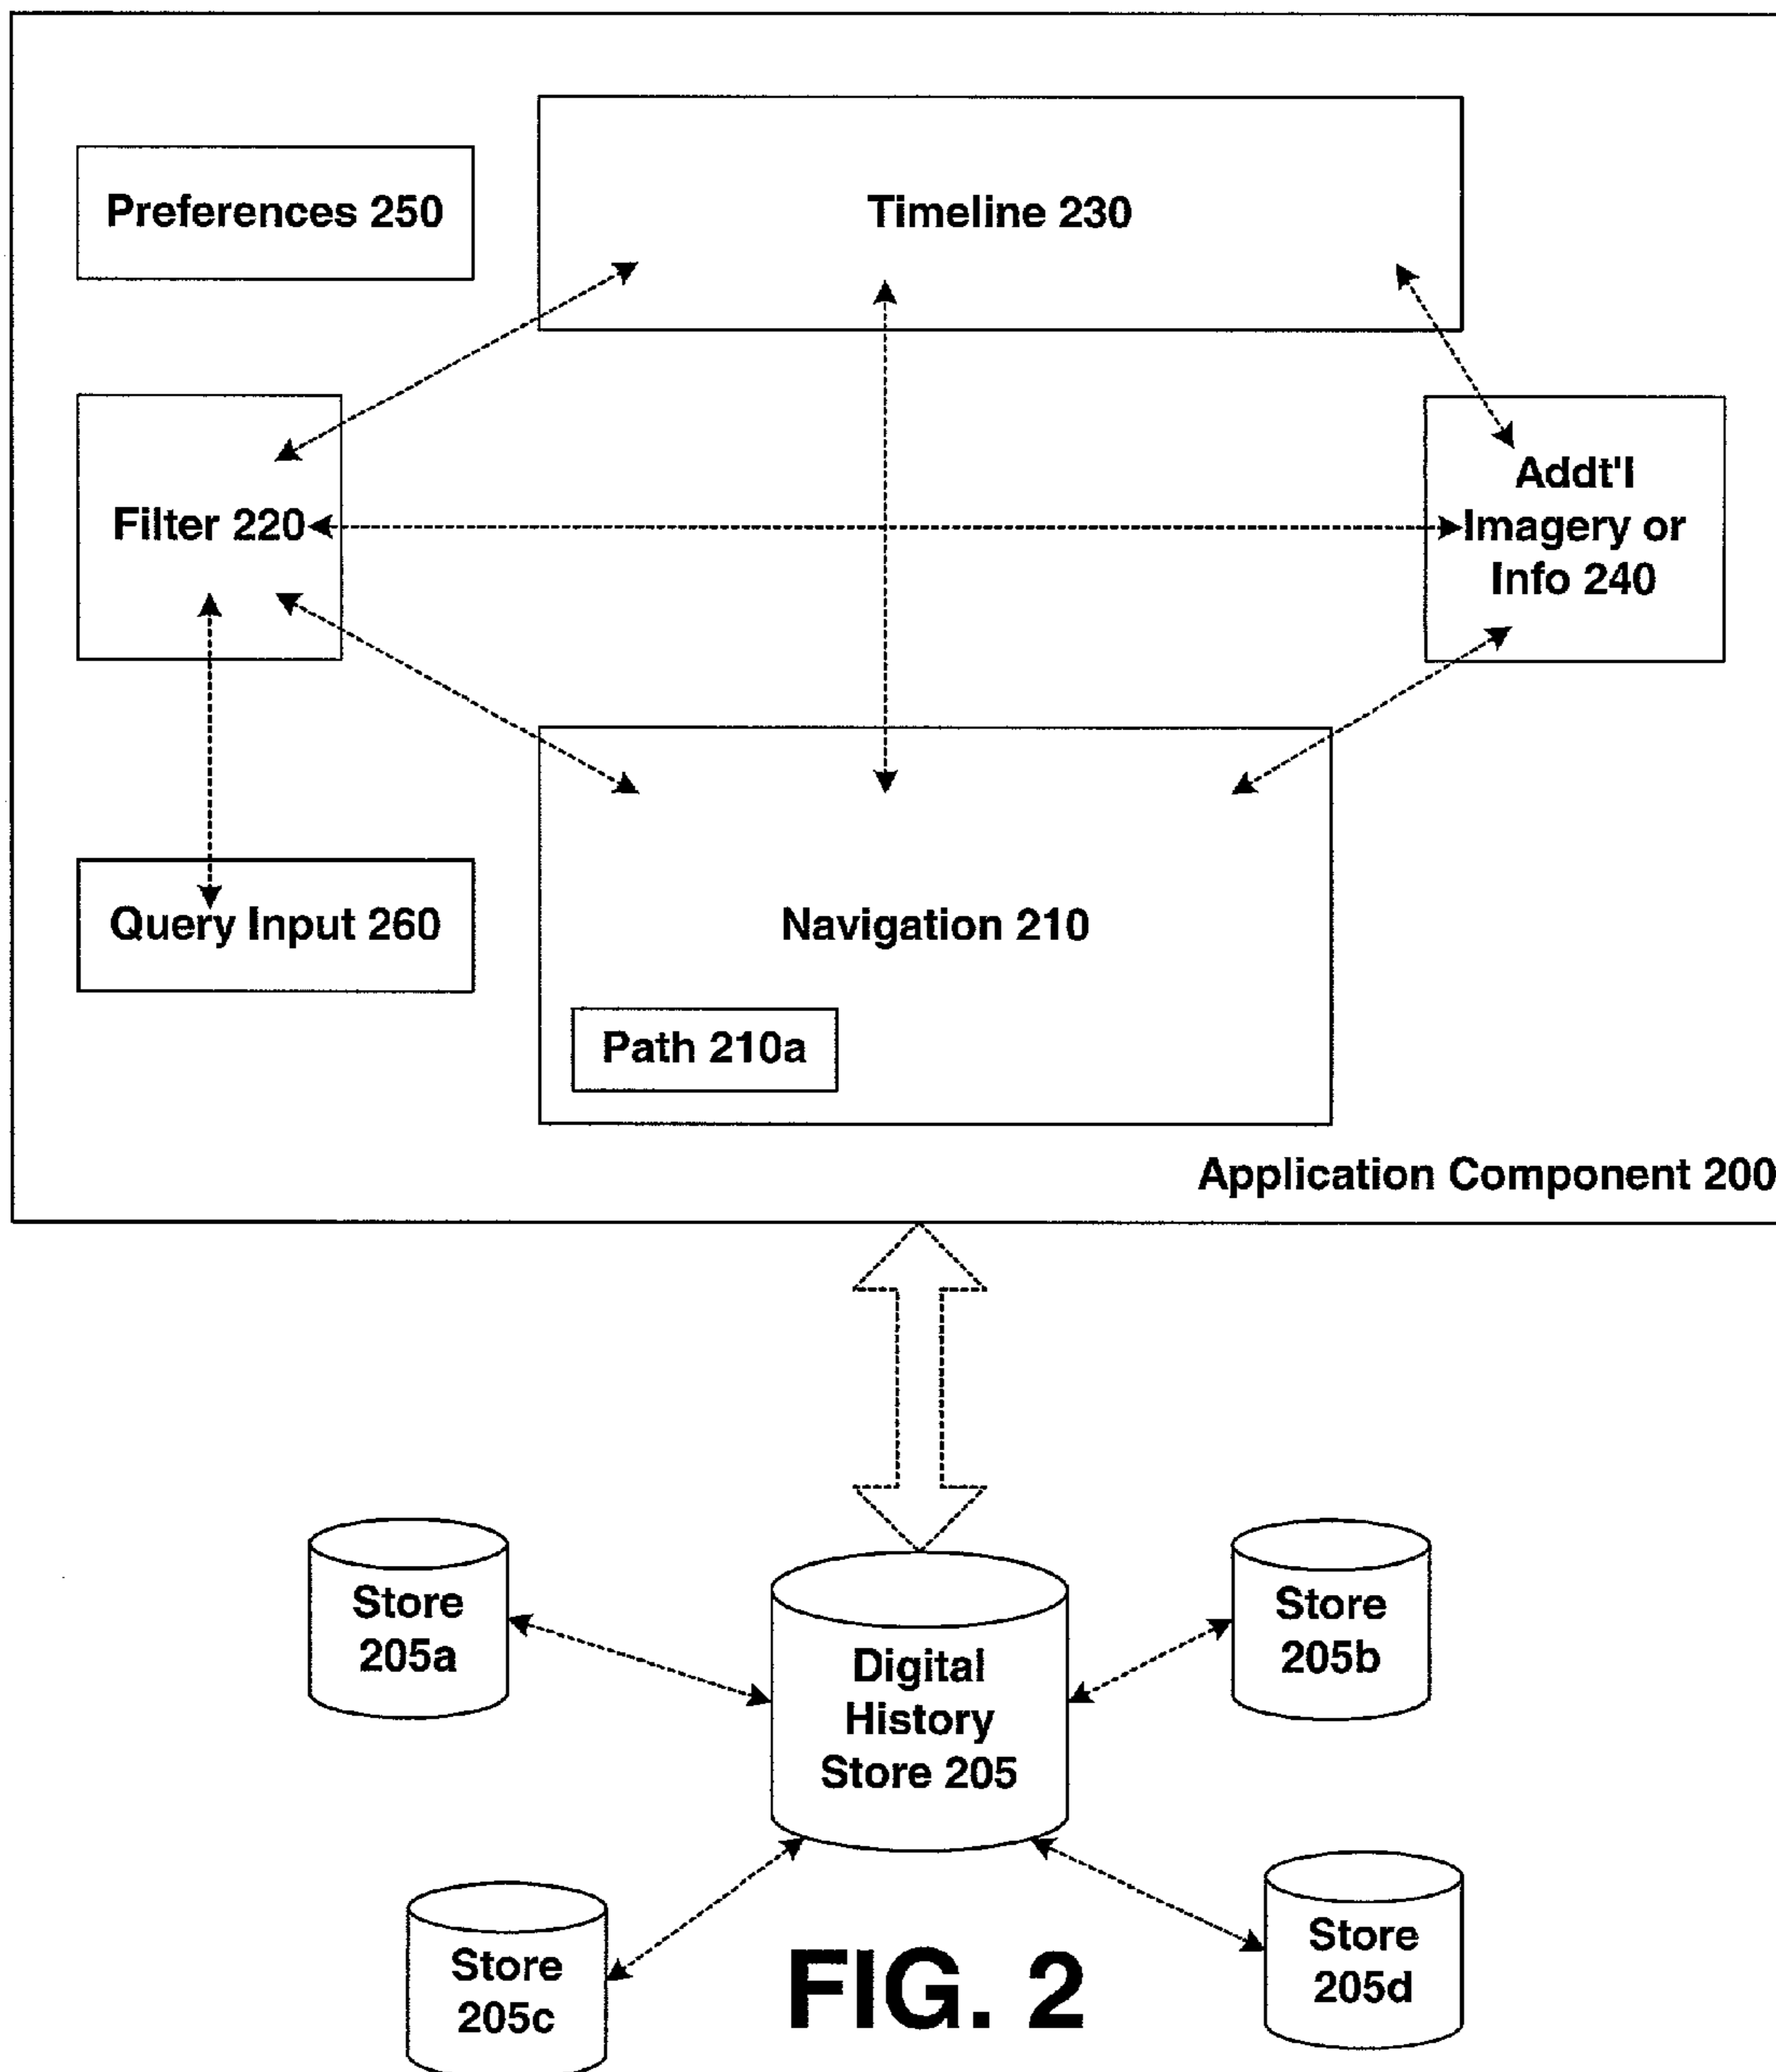 Preferences 250
Timeline 230
Filter 220
Addt'l
Imagery or
Info 240
Query Input 260
Navigation 210
Path 210a
Application Component 200
Store
205a
Digital
History
Store 205
Store
205b
Store
205c
Store
205d
FIG. 2